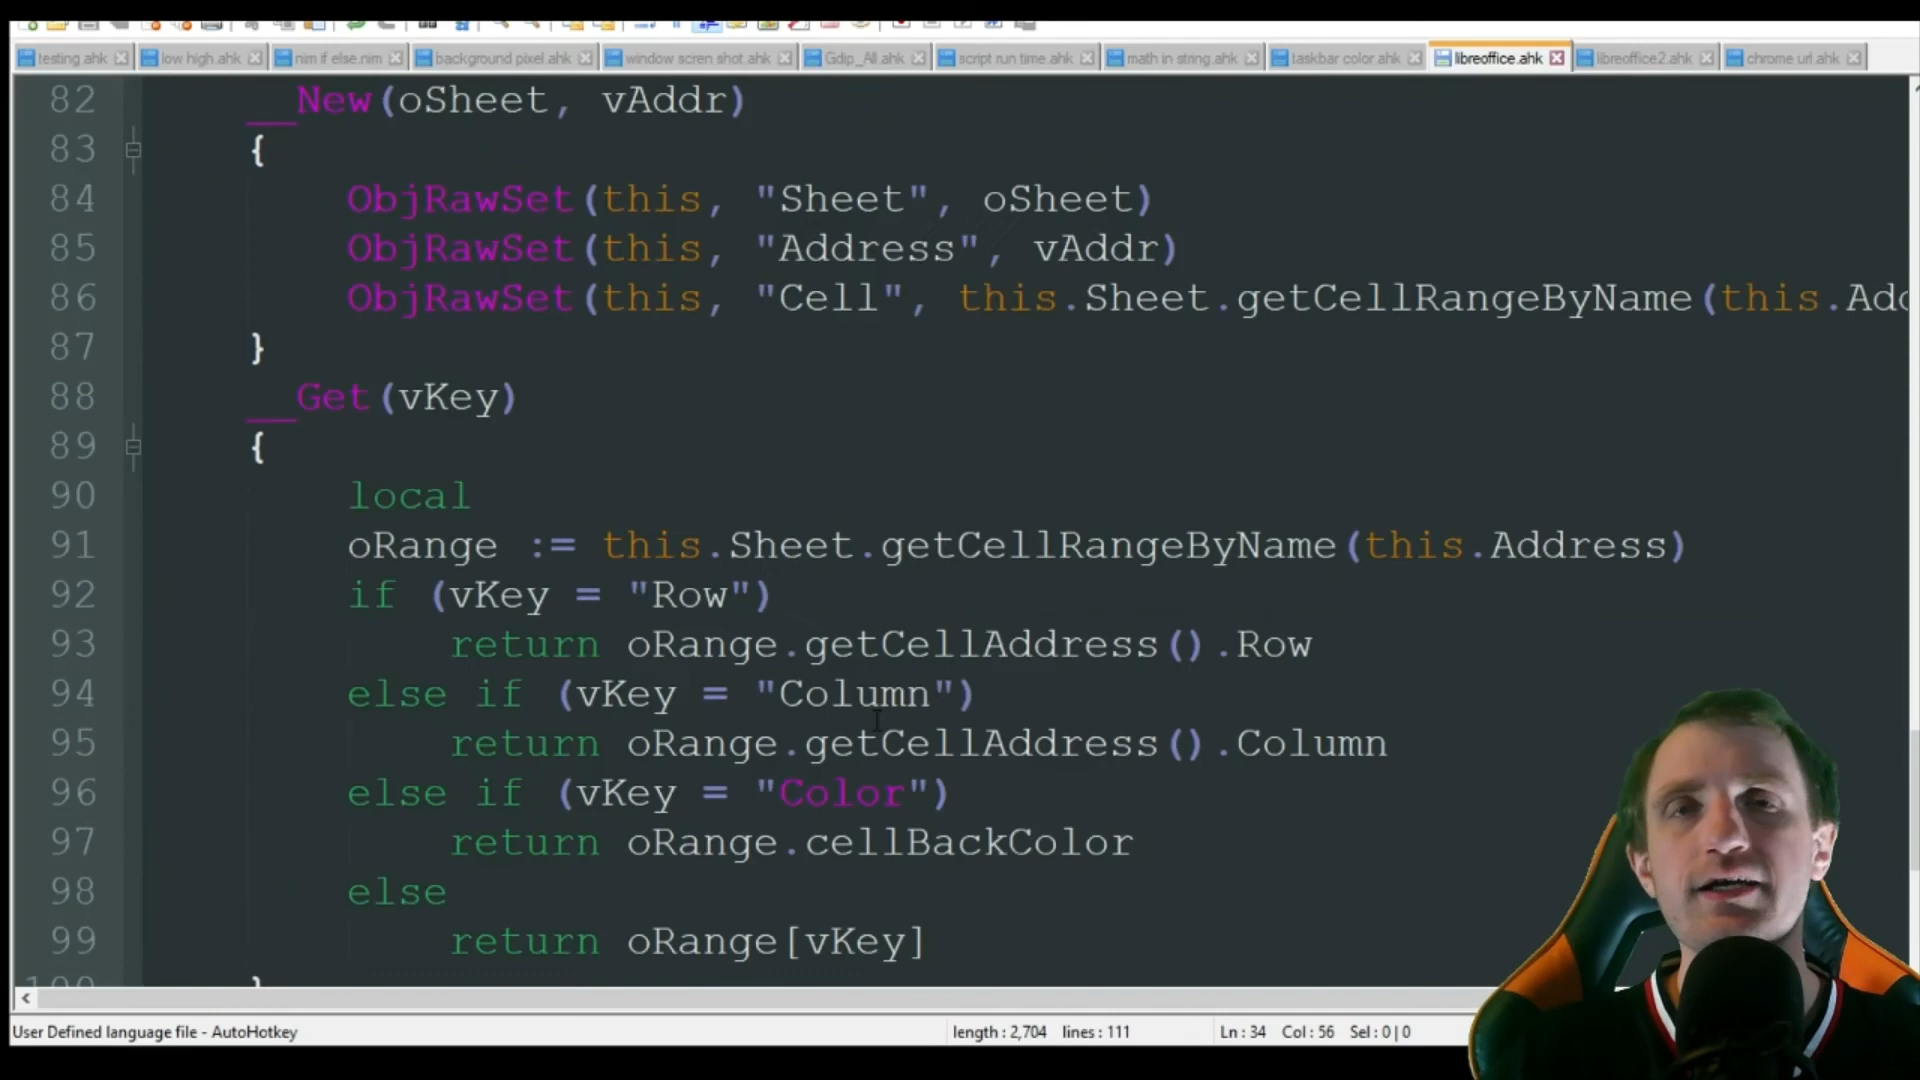 testing.ahk low high.ahk nim if else.nim background pixel.ahk window scren shot.ahk Gdip_All.ahk script run time.ahk math in string.ahk taskbar color.ahk libreoffice.ahk libreoffice2.ahk chrome url.ahk
82 __New(oSheet, vAddr)
83 {
84 ObjRawSet(this, "Sheet", oSheet)
85 ObjRawSet(this, "Address", vAddr)
86 ObjRawSet(this, "Cell", this.Sheet.getCellRangeByName(this.Add
87 }
88 __Get(vKey)
89 {
90 local
91 oRange := this.Sheet.getCellRangeByName(this.Address)
92 if (vKey = "Row")
93 return oRange.getCellAddress().Row
94 else if (vKey = "Column")
95 return oRange.getCellAddress().Column
96 else if (vKey = "Color")
97 return oRange.cellBackColor
98 else
99 return oRange[vKey]
100 }
User Defined language file - AutoHotkey length : 2,704 lines : 111 Ln : 34 Col : 56 Sel : 0 | 0